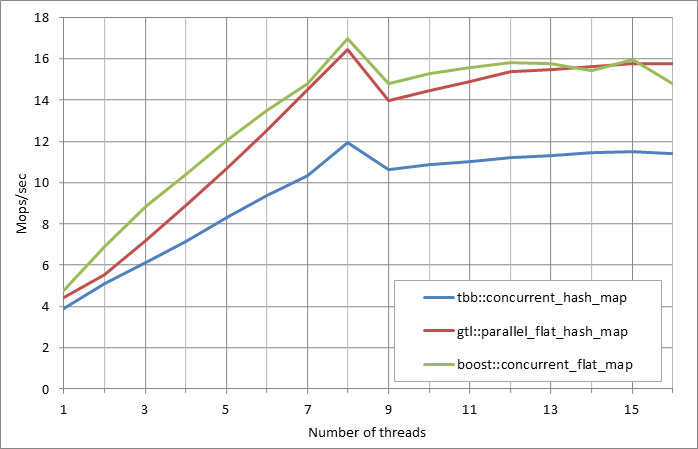 18
16
14
12
10
8
6
4
2
0
Mops/sec
tbb::concurrent_hash_map
gtl::parallel_flat_hash_map
boost::concurrent_flat_map
1 3 5 7 9 11 13 15
Number of threads